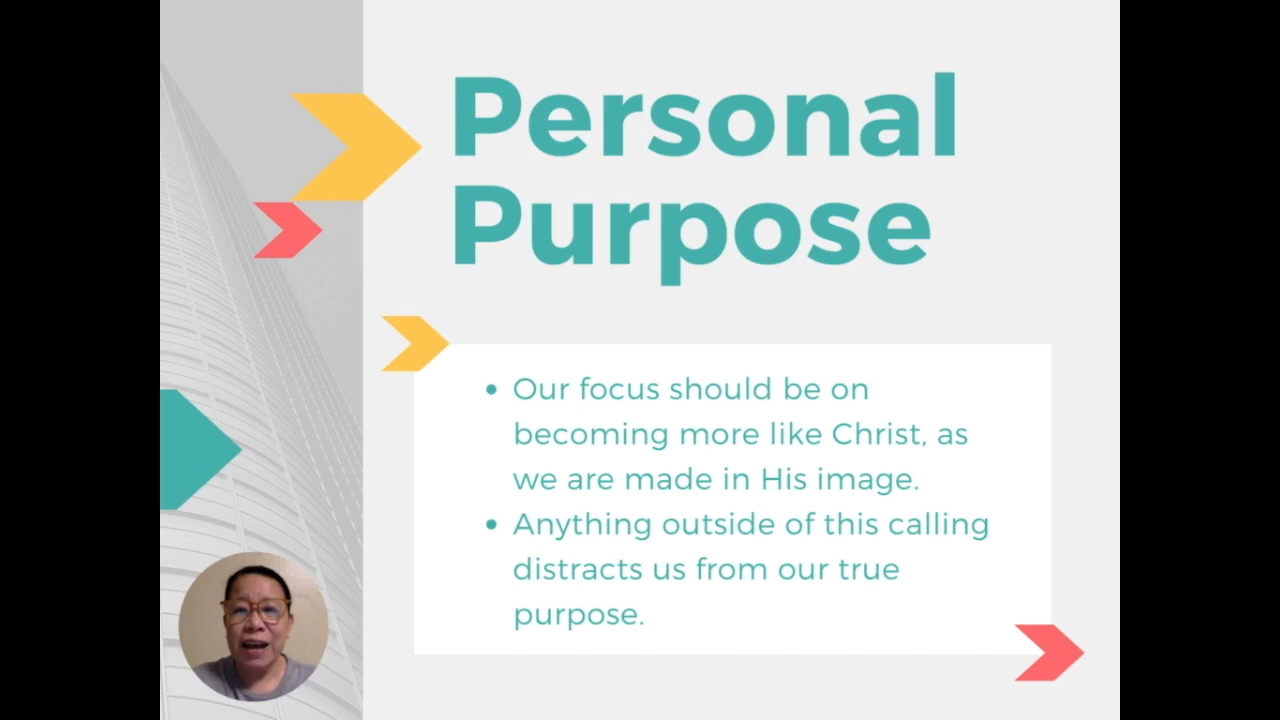 Personal
Purpose
• Our focus should be on
becoming more like Christ, as
we are made in His image.
• Anything outside of this calling
distracts us from our true
purpose.